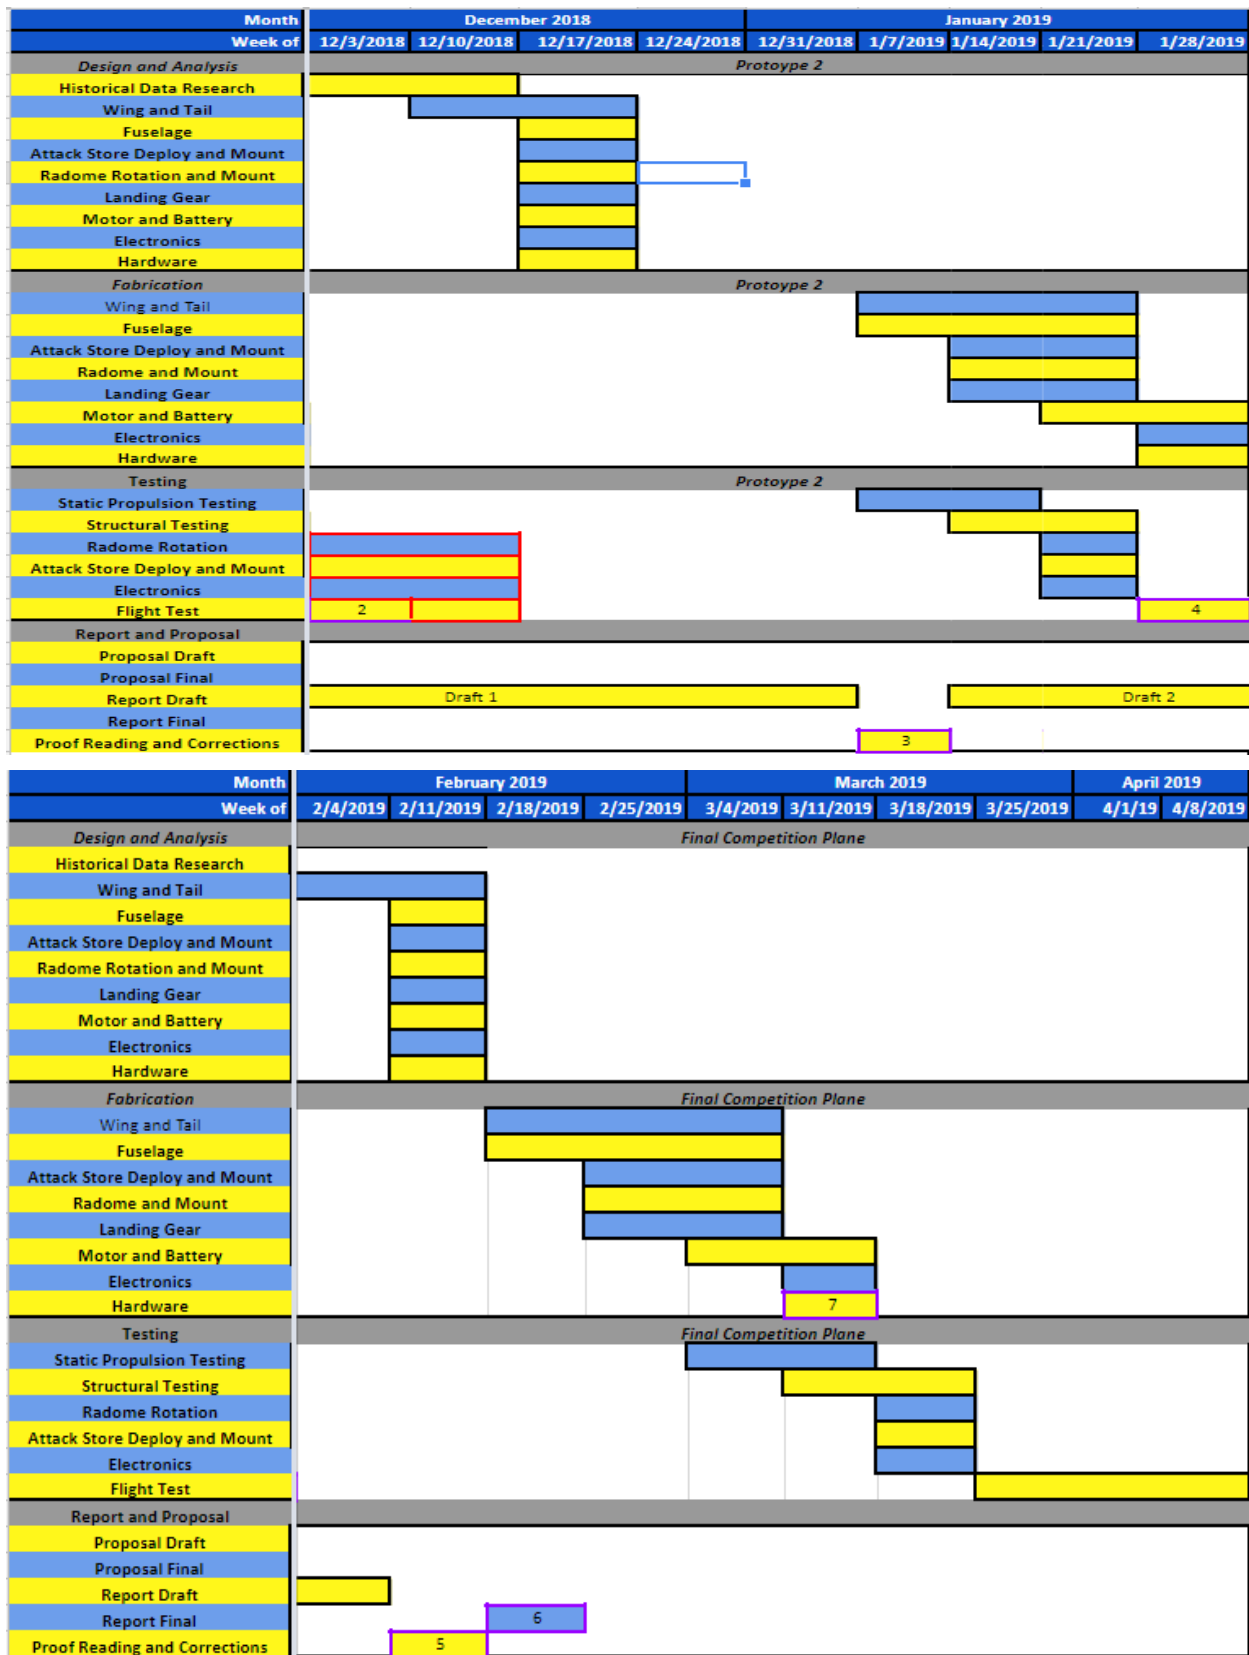 Month December 2018 January 2019
Week of 12/3/2018 12/10/2018 12/17/2018 12/24/2018 12/31/2018 1/7/2019 1/14/2019 1/21/2019 1/28/2019
Design and Analysis Protoype 2
Historical Data Research
Wing and Tail
Fuselage
Attack Store Deploy and Mount
Radome Rotation and Mount
Landing Gear
Motor and Battery
Electronics
Hardware
Fabrication Protoype 2
Wing and Tail
Fuselage
Attack Store Deploy and Mount
Radome and Mount
Landing Gear
Motor and Battery
Electronics
Hardware
Testing Protoype 2
Static Propulsion Testing
Structural Testing
Radome Rotation
Attack Store Deploy and Mount
Electronics
Flight Test 2 4
Report and Proposal
Proposal Draft
Proposal Final
Report Draft Draft 1 Draft 2
Report Final
Proof Reading and Corrections 3
Month February 2019 March 2019 April 2019
Week of 2/4/2019 2/11/2019 2/18/2019 2/25/2019 3/4/2019 3/11/2019 3/18/2019 3/25/2019 4/1/19 4/8/2019
Design and Analysis Final Competition Plane
Historical Data Research
Wing and Tail
Fuselage
Attack Store Deploy and Mount
Radome Rotation and Mount
Landing Gear
Motor and Battery
Electronics
Hardware
Fabrication Final Competition Plane
Wing and Tail
Fuselage
Attack Store Deploy and Mount
Radome and Mount
Landing Gear
Motor and Battery
Electronics
Hardware 7
Testing Final Competition Plane
Static Propulsion Testing
Structural Testing
Radome Rotation
Attack Store Deploy and Mount
Electronics
Flight Test
Report and Proposal
Proposal Draft
Proposal Final
Report Draft
Report Final 6
Proof Reading and Corrections 5